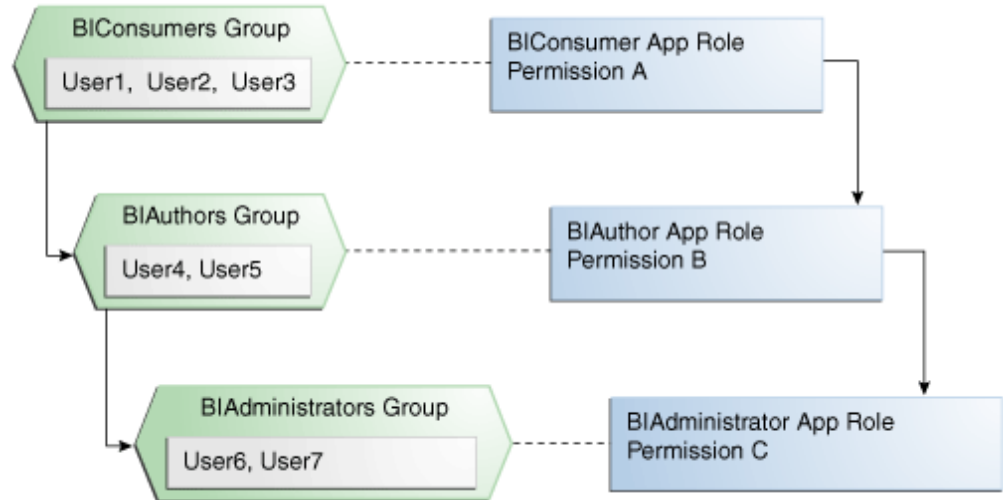 BIConsumers Group
User1, User2, User3
BIConsumer App Role
Permission A
BIAuthors Group
User4, User5
BIAuthor App Role
Permission B
BIAdministrators Group
User6, User7
BIAdministrator App Role
Permission C